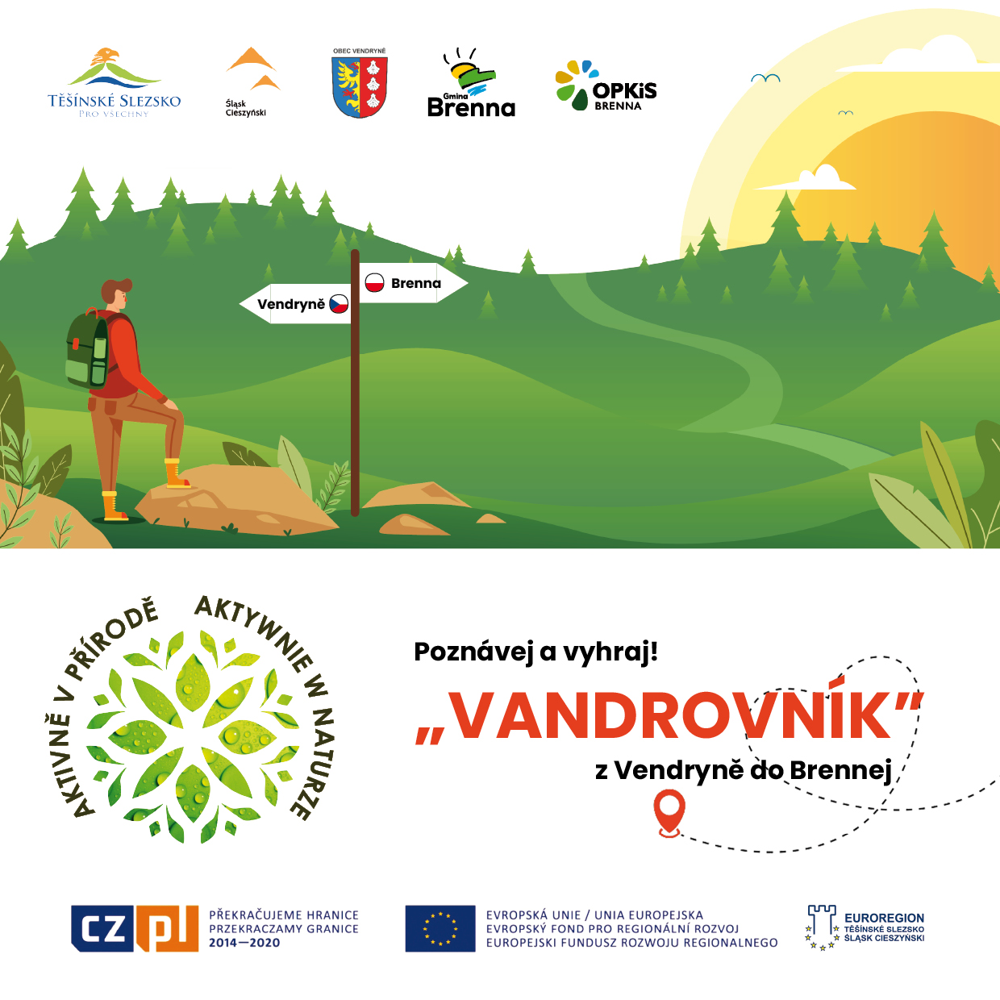 TĚŠÍNSKÉ SLEZSKO
PRO VŠECHNY
Śląsk
Cieszyński
OBEC VENDRYNĚ
Gmina
Brenna
OPKiS
BRENNA
Brenna
Vendryně
AKTIVNĚ V PŘÍRODĚ
AKTYWNIE W NATURZE
Poznávej a vyhraj!
„VANDROVNÍK”
z Vendryně do Brennej
CZ PL
PŘEKRAČUJEME HRANICE
PRZEKRACZAMY GRANICE
2014—2020
EVROPSKÁ UNIE / UNIA EUROPEJSKA
EVROPSKÝ FOND PRO REGIONÁLNÍ ROZVOJ
EUROPEJSKI FUNDUSZ ROZWOJU REGIONALNEGO
EUROREGION
TĚŠÍNSKÉ SLEZSKO
ŚLĄSK CIESZYŃSKI